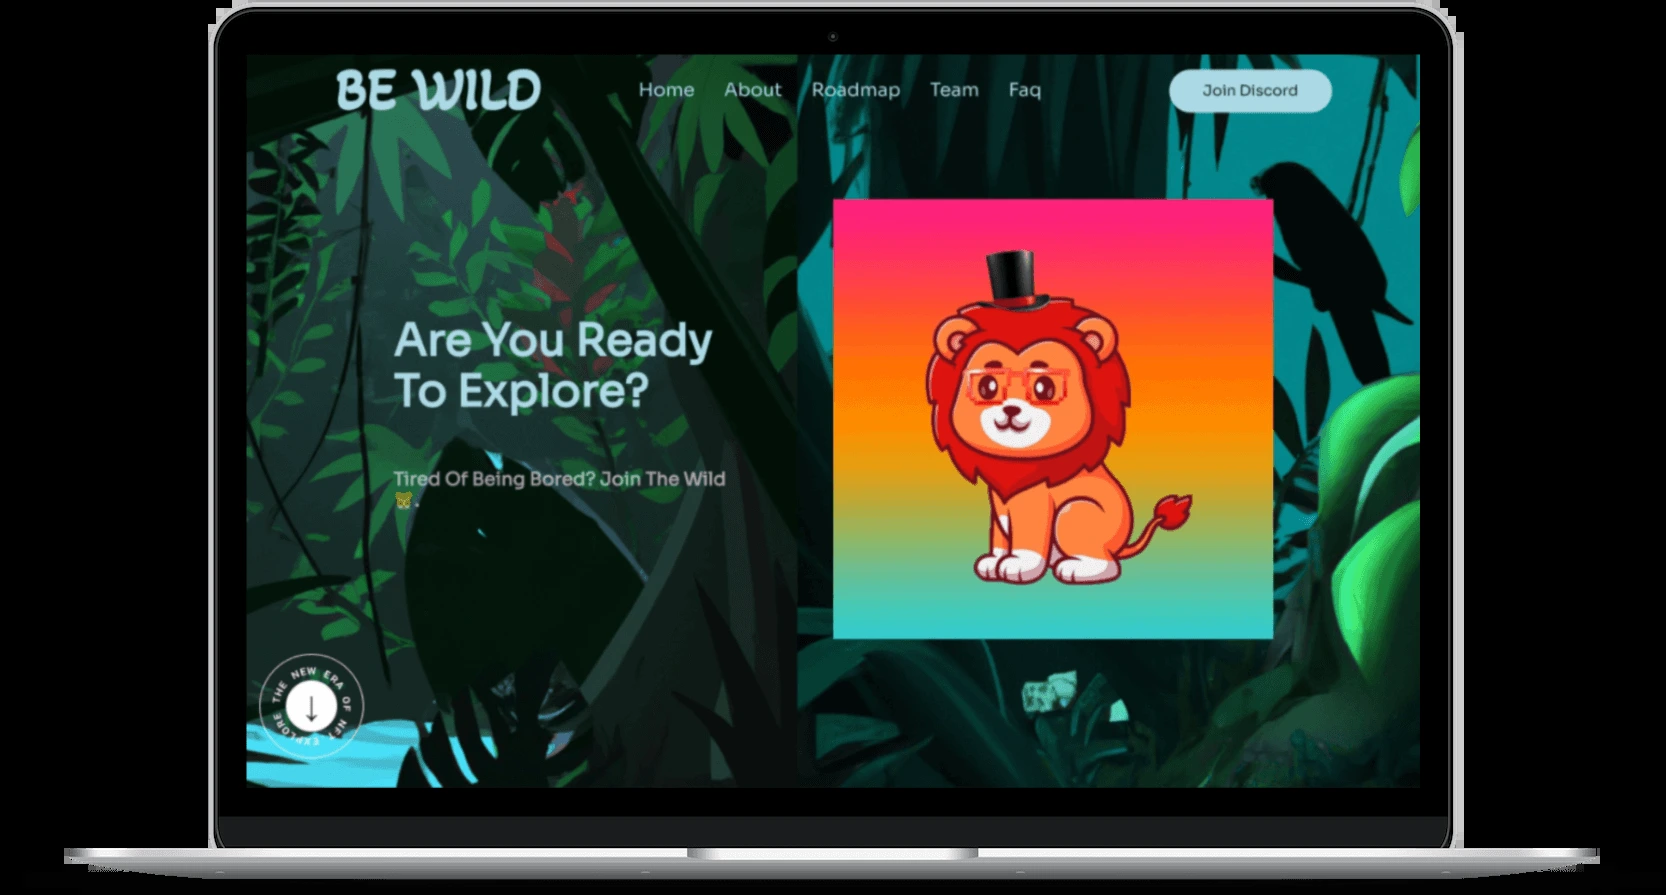 BE WILD
Home About Roadmap Team Faq
Join Discord
Are You Ready
To Explore?
Tired Of Being Bored? Join The Wild
🐯.
EXPLORE THE NEW ERA OF NFT